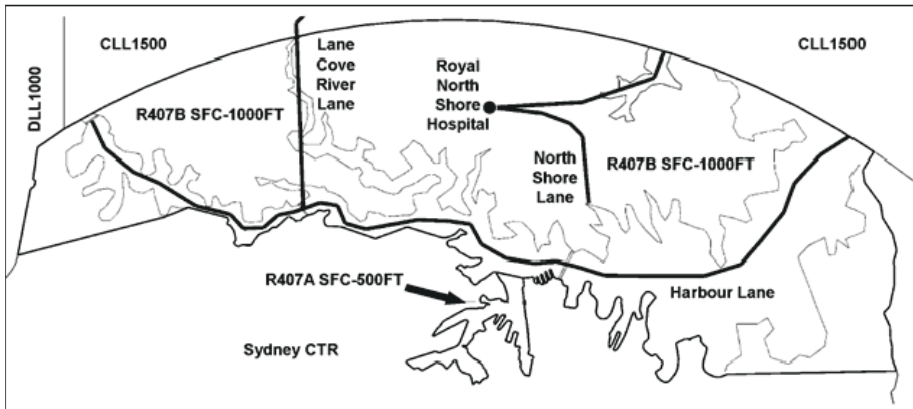 CLL1500
CLL1500
DLL1000
Lane
Cove
River
Lane
Royal
North
Shore
Hospital
R407B SFC-1000FT
North
Shore
Lane
R407B SFC-1000FT
R407A SFC-500FT
Harbour Lane
Sydney CTR